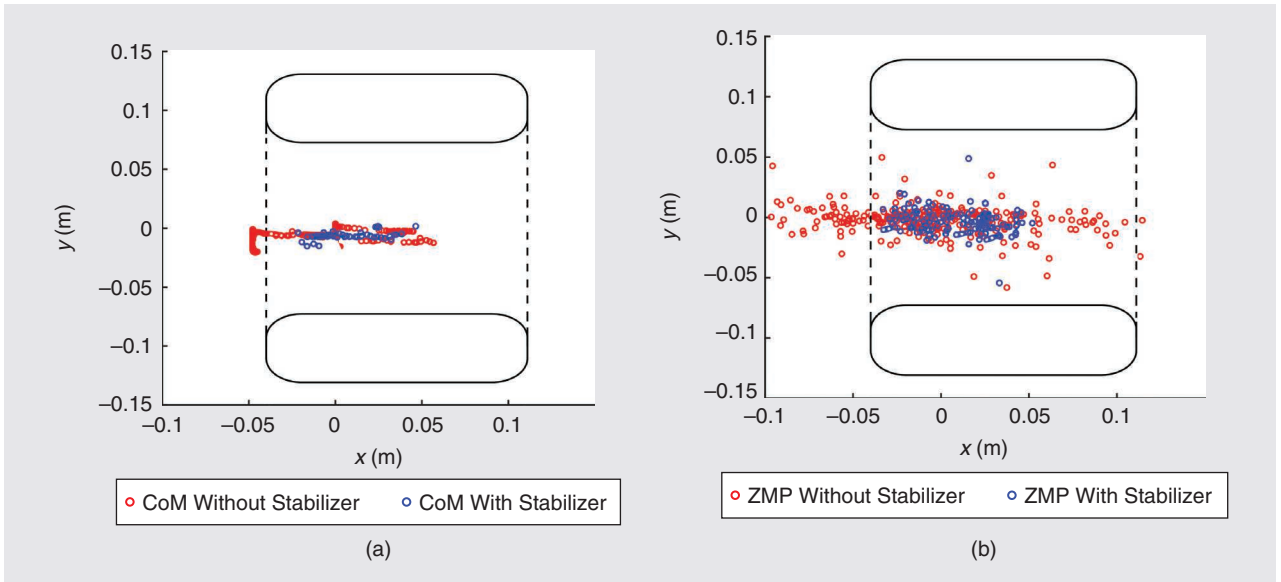 0.15
0.1
0.05
0
–0.05
–0.1
–0.15
y (m)
–0.1
–0.05
0
0.05
0.1
x (m)
CoM Without Stabilizer
CoM With Stabilizer
(a)
0.15
0.1
0.05
0
–0.05
–0.1
–0.15
y (m)
–0.1
–0.05
0
0.05
0.1
x (m)
ZMP Without Stabilizer
ZMP With Stabilizer
(b)